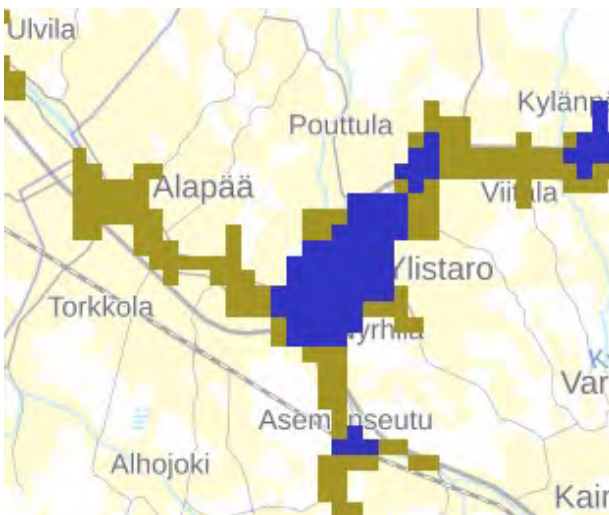 Ulvila
Kylänp
Pouttula
Alapää
Viitala
Ylistaro
Torkkola
yrhilä
Var
Asemanseutu
Alhojoki
Kair